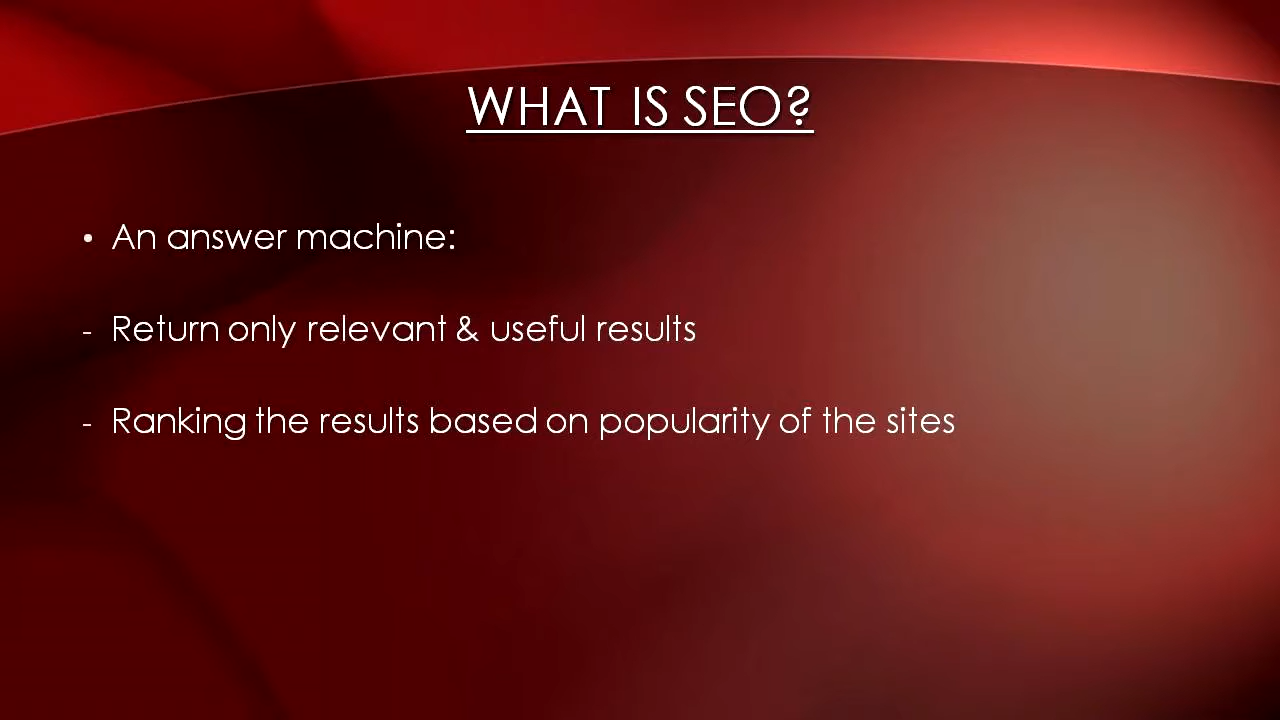 WHAT IS SEO?
• An answer machine:
- Return only relevant & useful results
- Ranking the results based on popularity of the sites